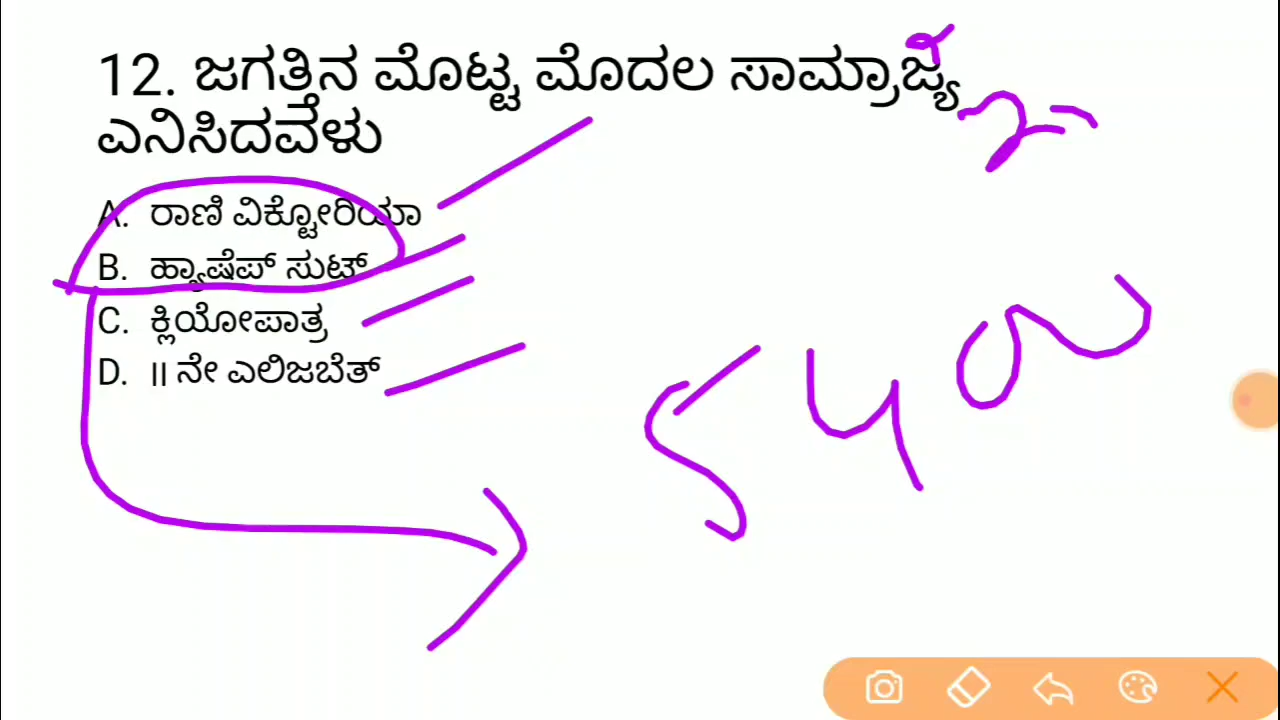 12. ಜಗತ್ತಿನ ಮೊಟ್ಟ ಮೊದಲ ಸಾಮ್ರಾಜ್ಯ
ಎನಿಸಿದವಳು
A. ರಾಣಿ ವಿಕ್ಟೋರಿಯಾ
B. ಹ್ಯಾಷೆಪ್ ಸುಟ್
C. ಕ್ಲಿಯೋಪಾತ್ರ
D. II ನೇ ಎಲಿಜಬೆತ್